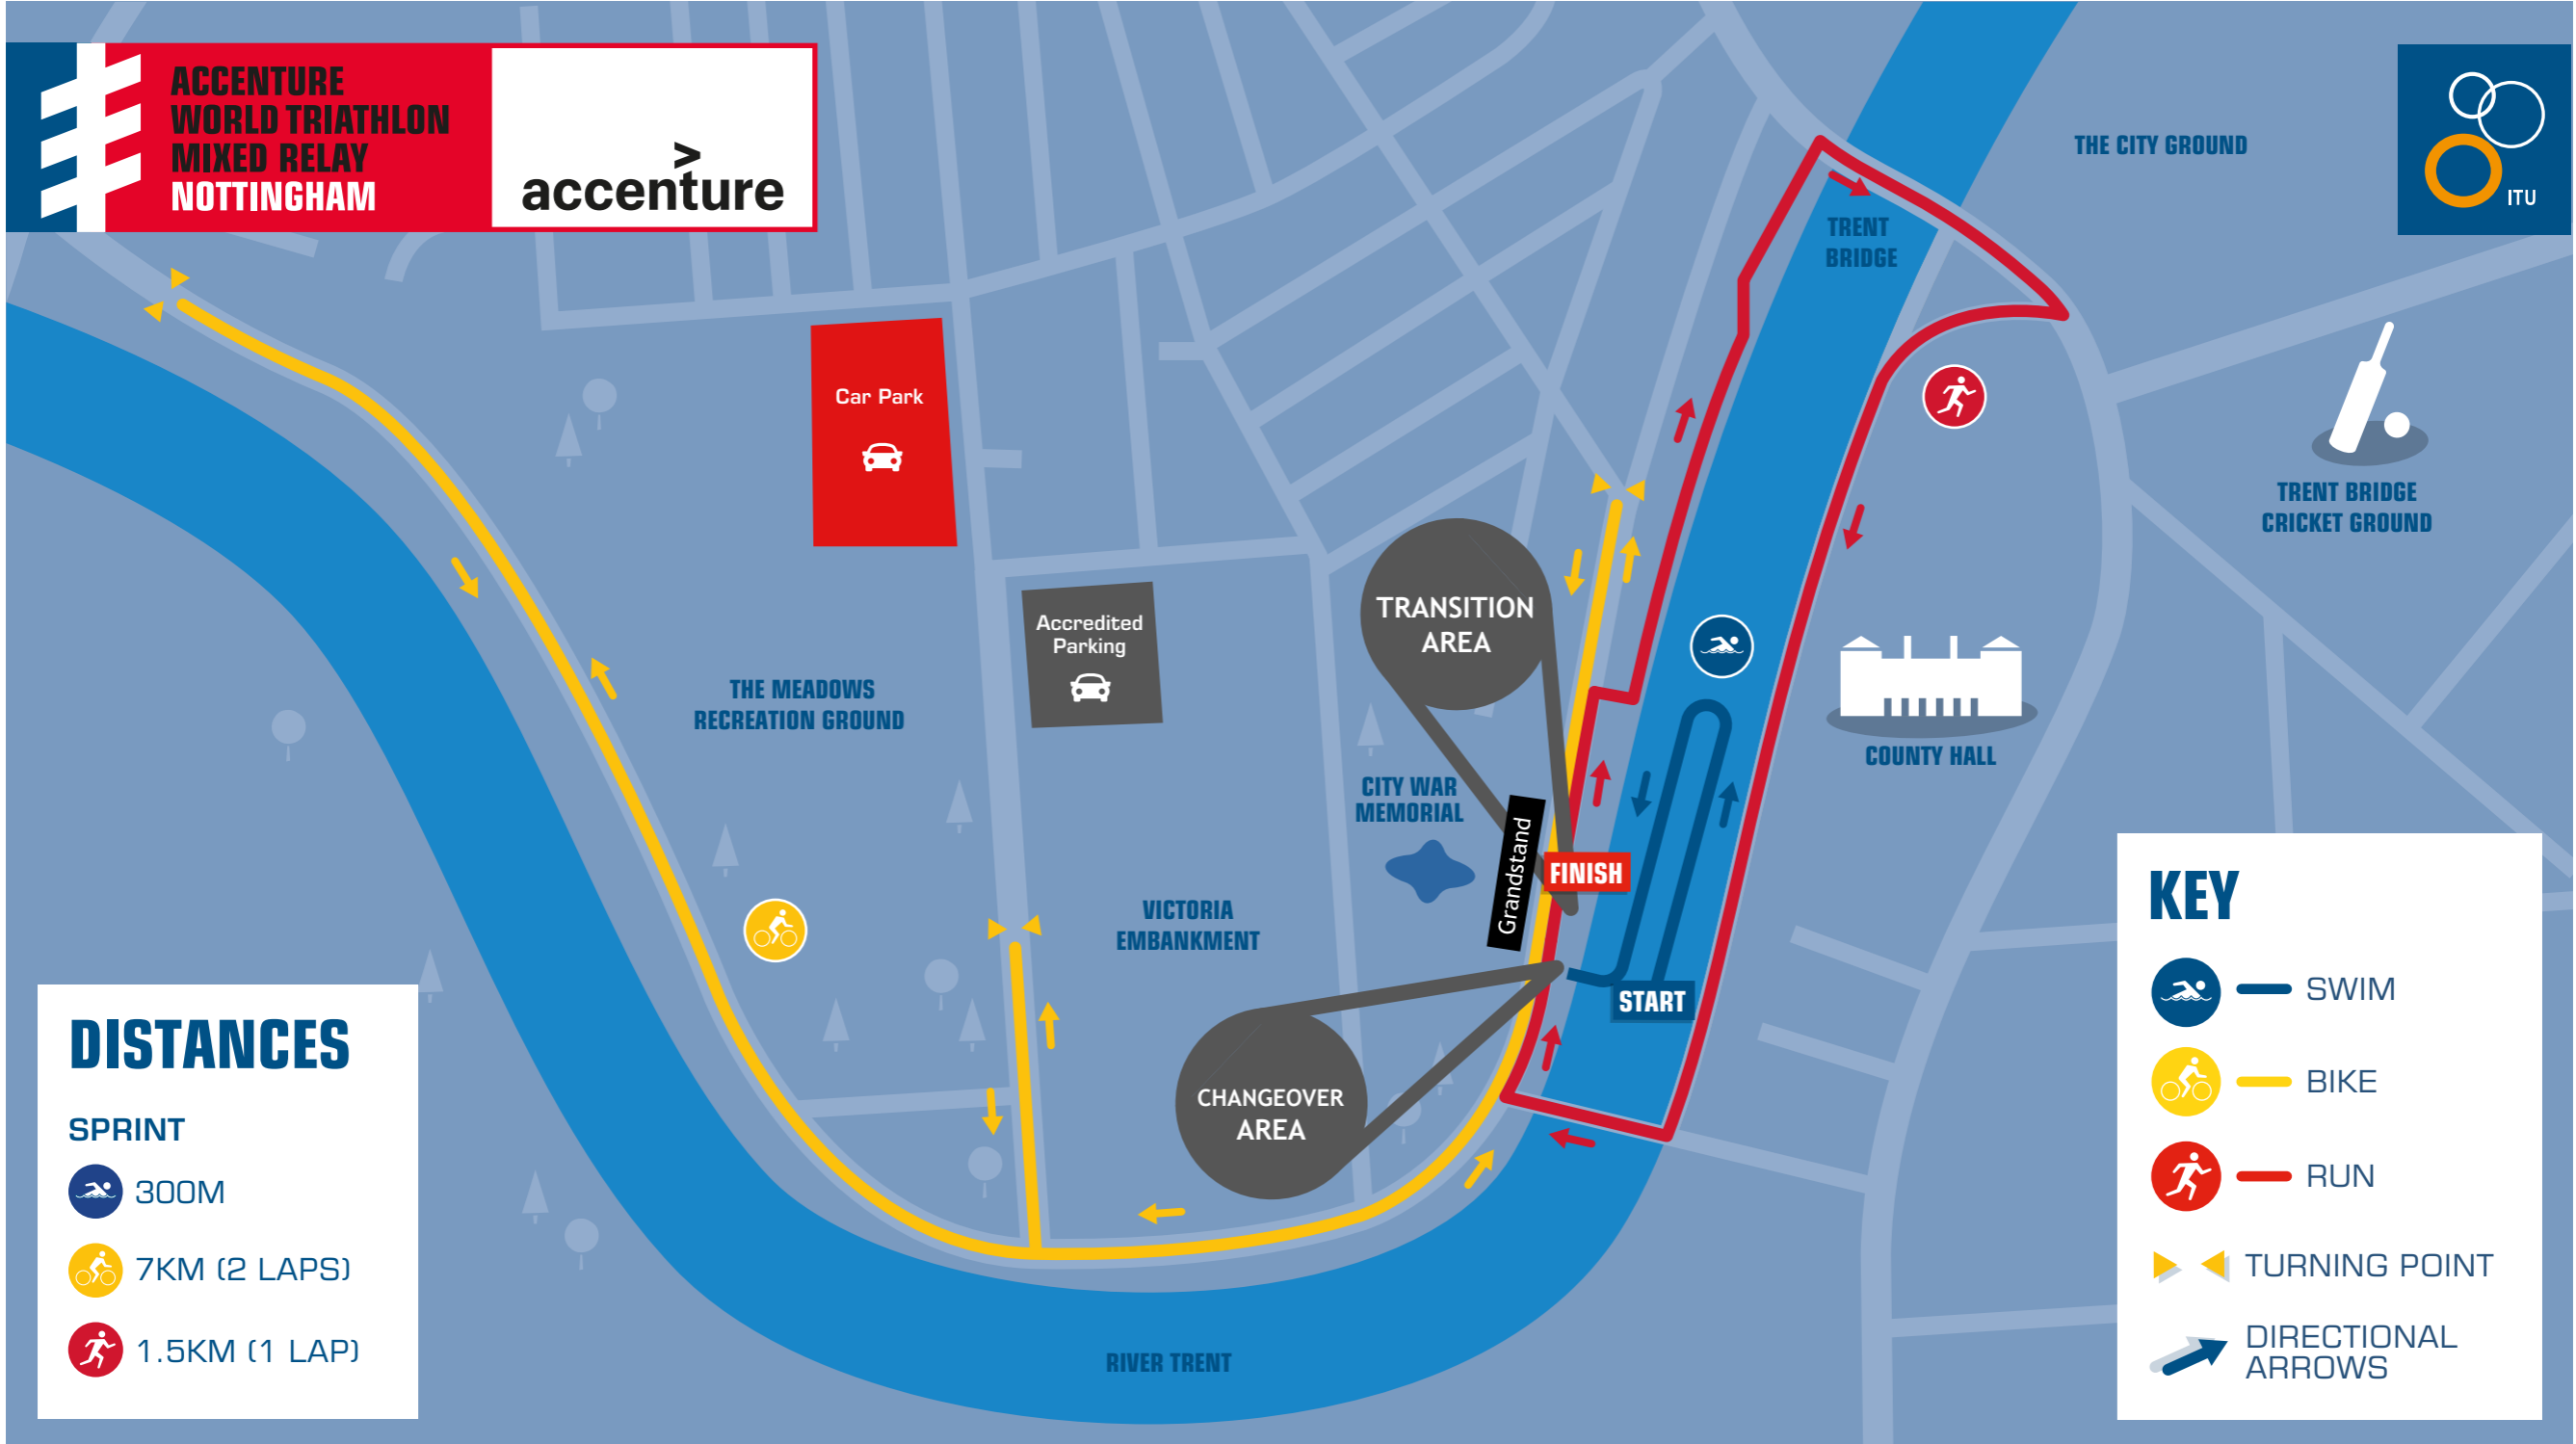 ACCENTURE
WORLD TRIATHLON
MIXED RELAY
NOTTINGHAM
>
accenture
THE CITY GROUND
ITU
TRENT
BRIDGE
Car Park
TRENT BRIDGE
CRICKET GROUND
TRANSITION
AREA
Accredited
Parking
THE MEADOWS
RECREATION GROUND
COUNTY HALL
CITY WAR
MEMORIAL
Grandstand
FINISH
VICTORIA
EMBANKMENT
START
CHANGEOVER
AREA
RIVER TRENT
DISTANCES
SPRINT
300M
7KM (2 LAPS)
1.5KM (1 LAP)
KEY
SWIM
BIKE
RUN
TURNING POINT
DIRECTIONAL
ARROWS